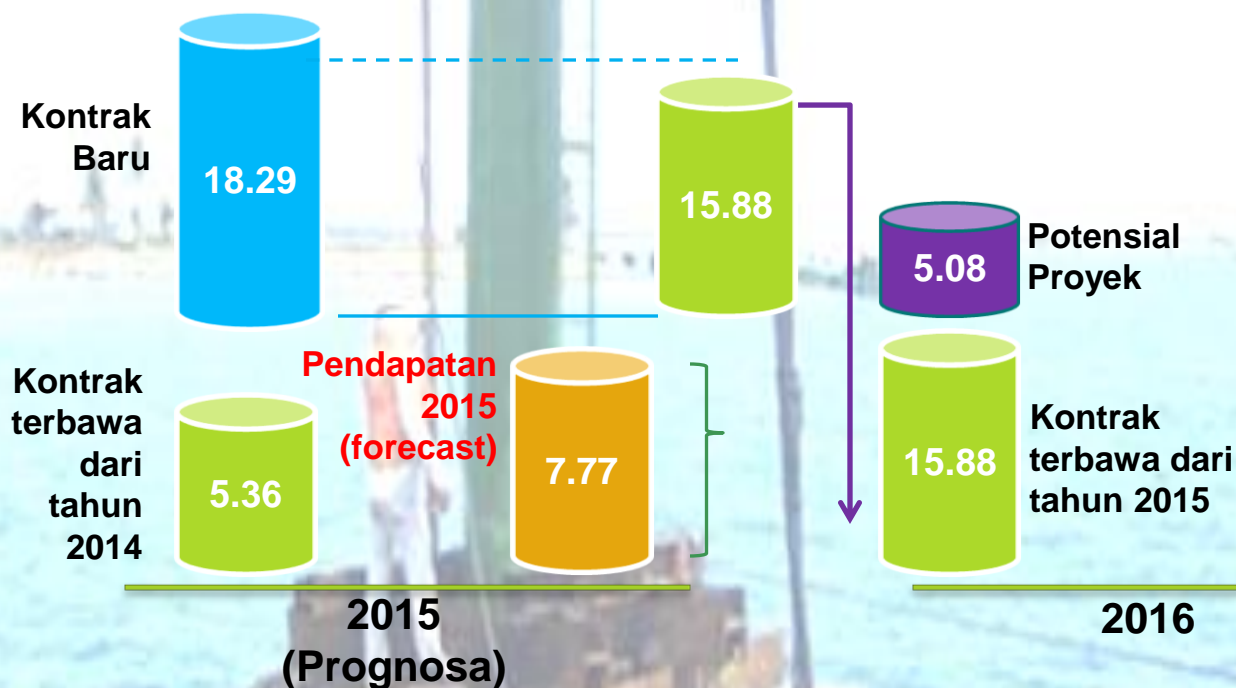 Kontrak
Baru
18.29
15.88
5.08
Potensial
Proyek
Kontrak
terbawa
dari
tahun
2014
5.36
Pendapatan
2015
(forecast)
7.77
15.88
Kontrak
terbawa dari
tahun 2015
2015
(Prognosa)
2016